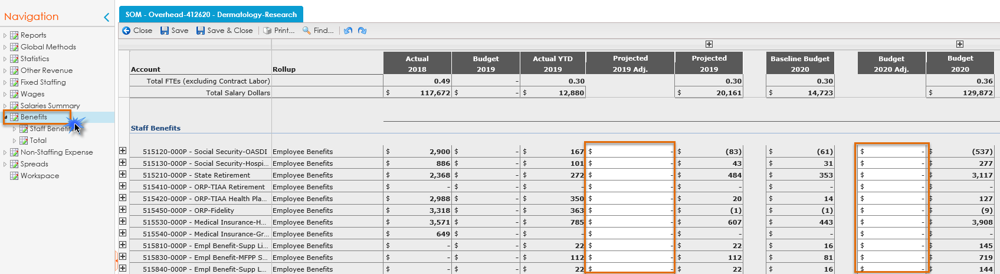 Navigation
Reports
Global Methods
Statistics
Other Revenue
Fixed Staffing
Wages
Salaries Summary
Benefits
Staff Benefits
Total
Non-Staffing Expense
Spreads
Workspace
SOM - Overhead-412620 - Dermatology-Research
Close Save Save & Close Print... Find...
Actual Budget Actual YTD Projected Projected Baseline Budget Budget Budget
Account Rollup 2018 2019 2019 2019 Adj. 2019 2020 2020 Adj. 2020
Total FTEs (excluding Contract Labor) 0.49 - 0.30 0.30 0.30 0.36
Total Salary Dollars $ 117,672 $ - $ 12,880 $ 20,161 $ 14,723 $ 129,872
Staff Benefits
515120-000P - Social Security-OASDI Employee Benefits $ 2,900 $ - $ 167 $ - $ (83) $ (61) $ - $ (537)
515130-000P - Social Security-Hospi... Employee Benefits $ 886 $ - $ 101 $ - $ 43 $ 31 $ - $ 277
515210-000P - State Retirement Employee Benefits $ 2,368 $ - $ 272 $ - $ 484 $ 353 $ - $ 3,117
515410-000P - ORP-TIAA Retirement Employee Benefits $ - $ - $ - $ - $ - $ - $ - $ -
515420-000P - ORP-TIAA Health Pla... Employee Benefits $ 2,988 $ - $ 350 $ - $ 20 $ 14 $ - $ 127
515450-000P - ORP-Fidelity Employee Benefits $ 3,318 $ - $ 363 $ - $ (1) $ (1) $ - $ (9)
515530-000P - Medical Insurance-H... Employee Benefits $ 3,571 $ - $ 785 $ - $ 607 $ 443 $ - $ 3,908
515540-000P - Medical Insurance-Gr... Employee Benefits $ 649 $ - $ - $ - $ - $ - $ - $ -
515810-000P - Empl Benefit-Supp Li... Employee Benefits $ - $ - $ 22 $ - $ 22 $ 16 $ - $ 145
515830-000P - Empl Benefit-MFPP S... Employee Benefits $ - $ - $ 112 $ - $ 112 $ 81 $ - $ 719
515840-000P - Empl Benefit-Supp L... Employee Benefits $ - $ - $ 22 $ - $ 22 $ 16 $ - $ 144